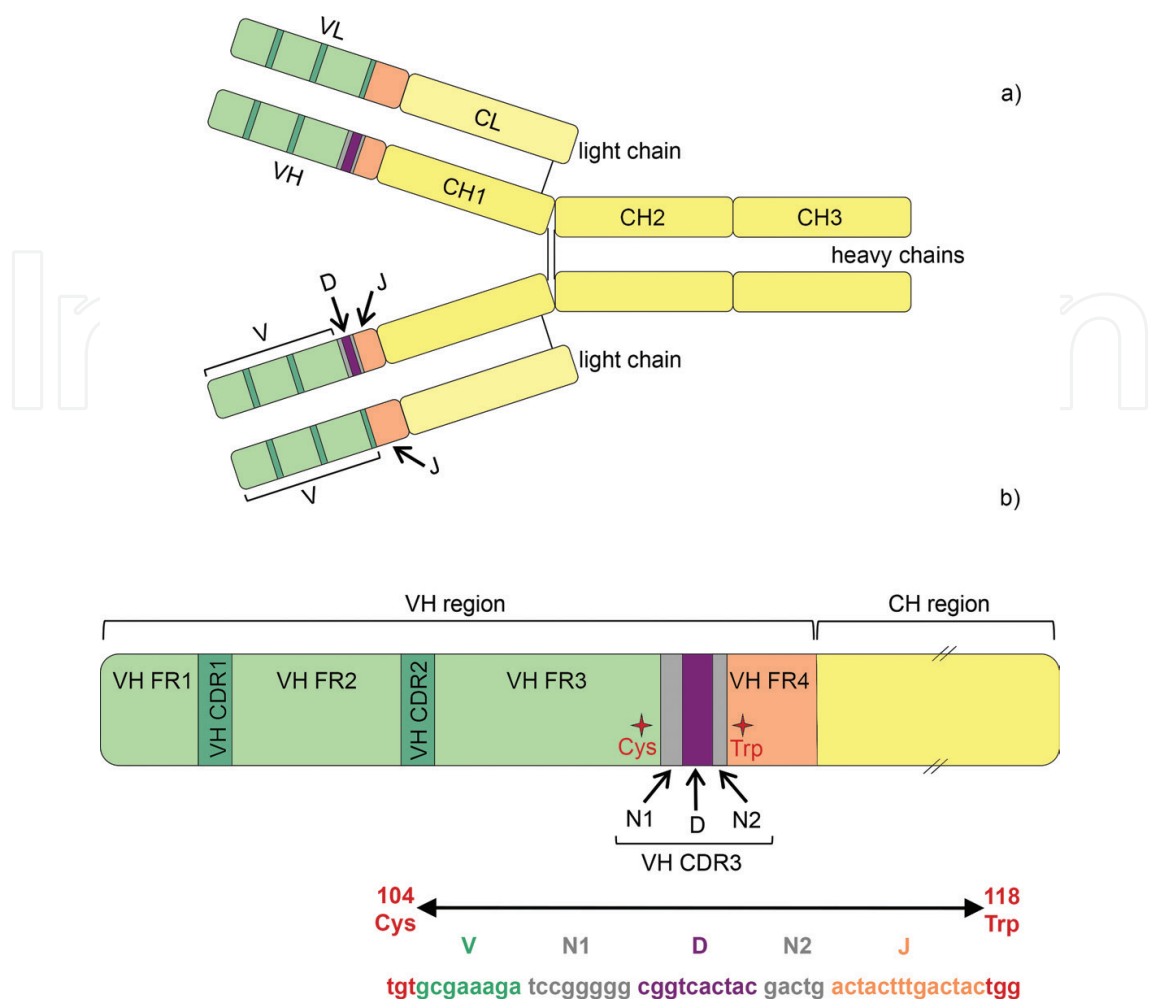 VL
a)
CL
light chain
VH
CH1
CH2
CH3
heavy chains
D
J
V
light chain
J
V
b)
VH region
CH region
VH FR1
VH CDR1
VH FR2
VH CDR2
VH FR3
VH FR4
Cys
Trp
N1
D
N2
VH CDR3
104
Cys
118
Trp
V N1 D N2 J
tgtgcgaaaga tccggggg cggtcactac gactg actactttgactactgg